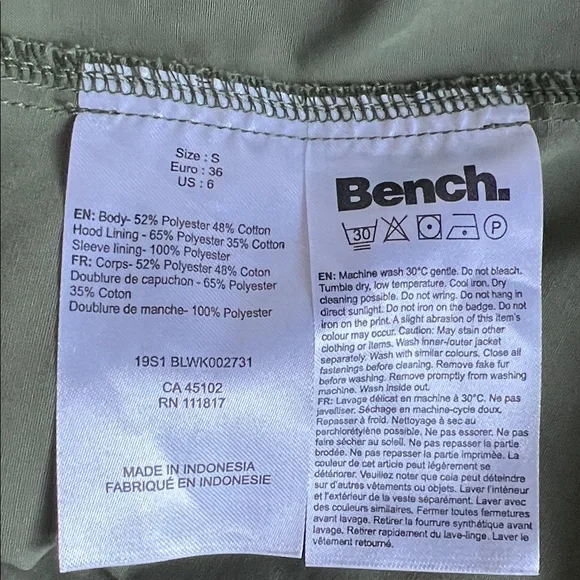 Size : S
Euro : 36
US : 6
EN: Body- 52% Polyester 48% Cotton
Hood Lining - 65% Polyester 35% Cotton
Sleeve lining- 100% Polyester
FR: Corps- 52% Polyester 48% Coton
Doublure de capuchon - 65% Polyester
35% Coton
Doublure de manche- 100% Polyester
19S1 BLWK002731
CA 45102
RN 111817
MADE IN INDONESIA
FABRIQUÉ EN INDONESIE
Bench.
30
P
EN: Machine wash 30°C gentle. Do not bleach.
Tumble dry, low temperature. Cool iron. Dry
cleaning possible. Do not wring. Do not hang in
direct sunlight. Do not iron on the badge. Do not
iron on the print. A slight abrasion of this item's
colour may occur. Caution: May stain other
clothing or items. Wash inner-/outer jacket
separately. Wash with similar colours. Close all
fastenings before cleaning. Remove fake fur
before washing. Remove promptly from washing
machine. Wash inside out.
FR: Lavage délicat en machine à 30°C. Ne pas
javelliser. Séchage en machine-cycle doux.
Repasser à froid. Nettoyage à sec au
perchlorétylène possible. Ne pas essorer. Ne pas
faire sécher au soleil. Ne pas repasser la partie
brodée. Ne pas repasser la partie imprimée. La
couleur de cet article peut légèrement se
détériorer. Veuillez noter que cela peut déteindre
sur d'autres vêtements ou objets. Laver l'intérieur
et l'extérieur de la veste séparément. Laver avec
des couleurs similaires. Fermer toutes fermetures
avant lavage. Retirer la fourrure synthétique avant
lavage. Retirer rapidement du lave-linge. Laver le
vêtement retourné.